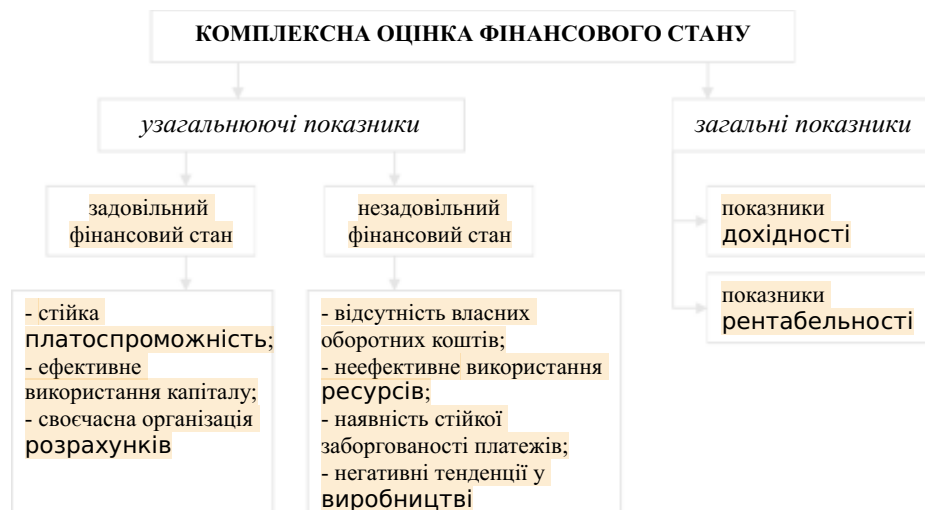 КОМПЛЕКСНА ОЦІНКА ФІНАНСОВОГО СТАНУ
узагальнюючі показники
загальні показники
задовільний
фінансовий стан
незадовільний
фінансовий стан
показники
дохідності
показники
рентабельності
- стійка
платоспроможність;
- ефективне
використання капіталу;
- своєчасна організація
розрахунків
- відсутність власних
оборотних коштів;
- неефективне використання
ресурсів;
- наявність стійкої
заборгованості платежів;
- негативні тенденції у
виробництві